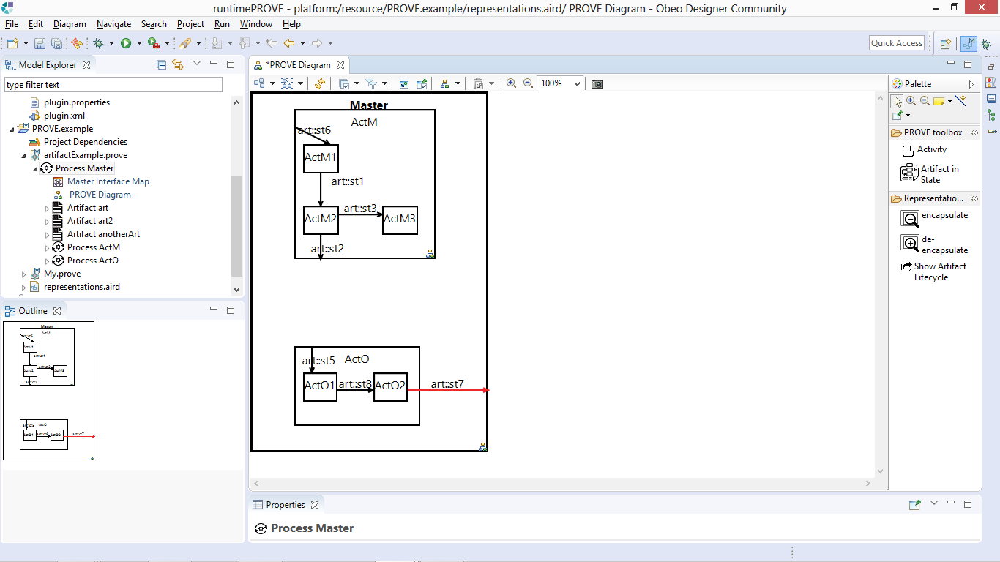 runtimePROVE - platform:/resource/PROVE.example/representations.aird/ PROVE Diagram - Obeo Designer Community
File Edit Diagram Navigate Search Project Run Window Help
Quick Access
Model Explorer
type filter text
plugin.properties
plugin.xml
PROVE.example
Project Dependencies
artifactExample.prove
Process Master
Master Interface Map
PROVE Diagram
Artifact art
Artifact art2
Artifact anotherArt
Process ActM
Process ActO
My.prove
representations.aird
Outline
*PROVE Diagram
100%
Master
ActM
art::st6
ActM1
art::st1
ActM2
art::st3
ActM3
art::st2
art::st5
ActO
ActO1
art::st8
ActO2
art::st7
Palette
PROVE toolbox
Activity
Artifact in
State
Representatio...
encapsulate
de-
encapsulate
Show Artifact
Lifecycle
Properties
Process Master